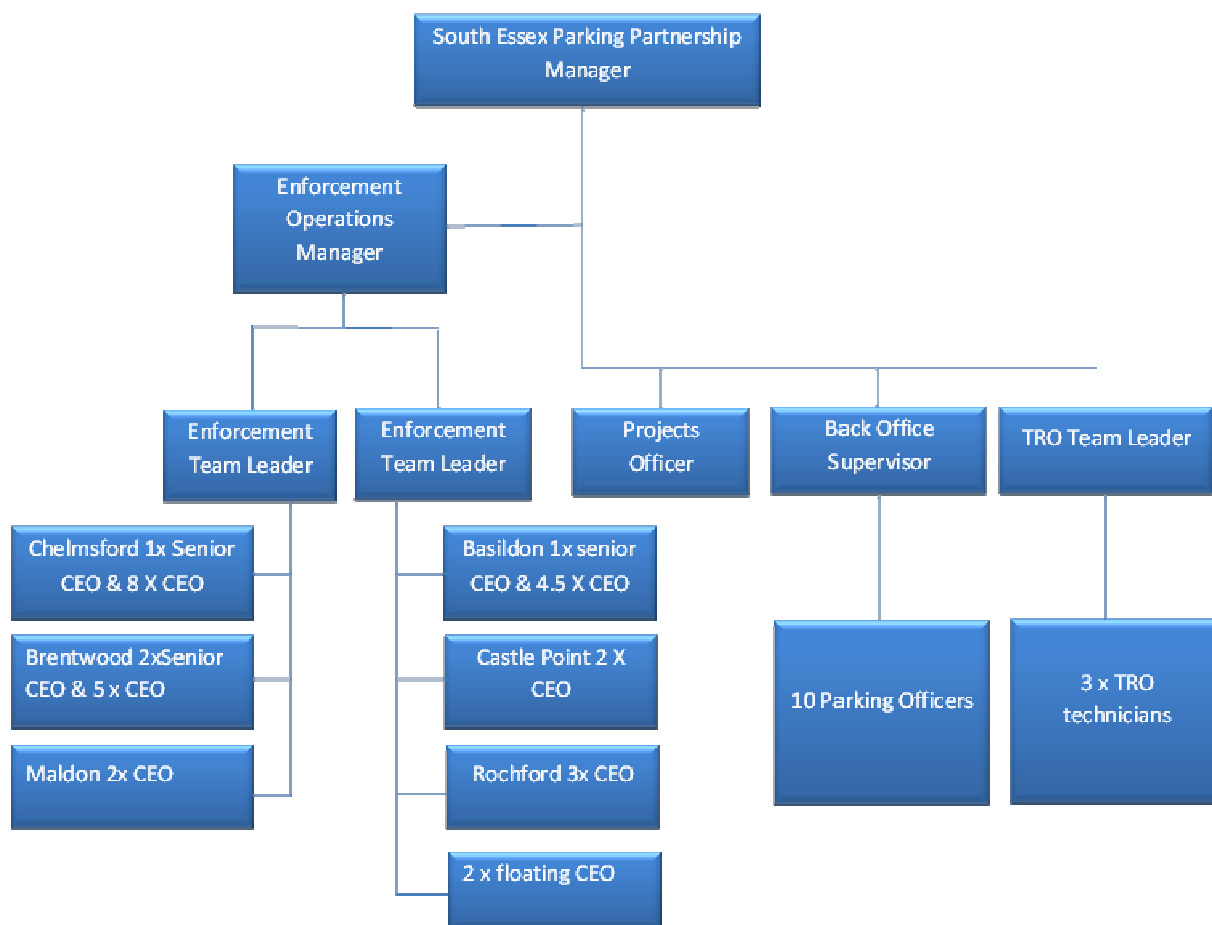 South Essex Parking Partnership
Manager
Enforcement
Operations
Manager
Enforcement
Team Leader
Enforcement
Team Leader
Projects
Officer
Back Office
Supervisor
TRO Team Leader
Chelmsford 1x Senior
CEO & 8 X CEO
Brentwood 2xSenior
CEO & 5 x CEO
Maldon 2x CEO
Basildon 1x senior
CEO & 4.5 X CEO
Castle Point 2 X
CEO
Rochford 3x CEO
2 x floating CEO
10 Parking Officers
3 x TRO
technicians